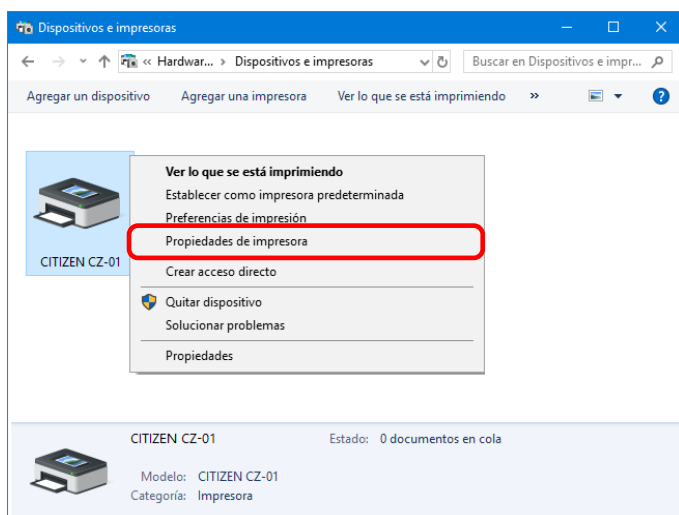 Dispositivos e impresoras
« Hardwar... > Dispositivos e impresoras
Buscar en Dispositivos e impr...
Agregar un dispositivo Agregar una impresora Ver lo que se está imprimiendo »
Ver lo que se está imprimiendo
Establecer como impresora predeterminada
Preferencias de impresión
Propiedades de impresora
CITIZEN CZ-01
Crear acceso directo
Quitar dispositivo
Solucionar problemas
Propiedades
CITIZEN CZ-01 Estado: 0 documentos en cola
Modelo: CITIZEN CZ-01
Categoría: Impresora